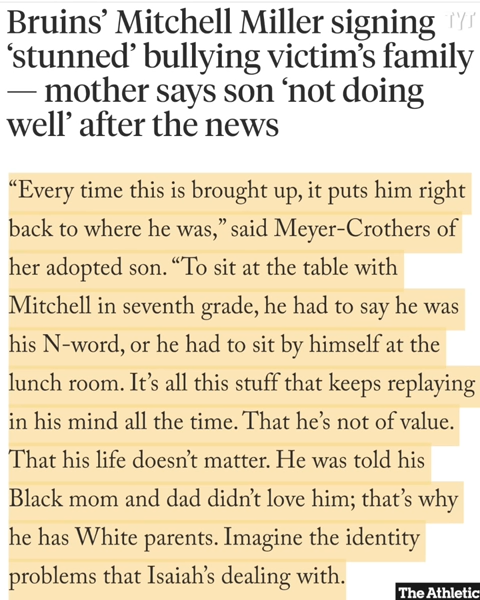 Bruins' Mitchell Miller signing
TYT
'stunned' bullying victim's family
— mother says son 'not doing
well' after the news
“Every time this is brought up, it puts him right
back to where he was,” said Meyer-Crothers of
her adopted son. “To sit at the table with
Mitchell in seventh grade, he had to say he was
his N-word, or he had to sit by himself at the
lunch room. It’s all this stuff that keeps replaying
in his mind all the time. That he’s not of value.
That his life doesn’t matter. He was told his
Black mom and dad didn’t love him; that’s why
he has White parents. Imagine the identity
problems that Isaiah’s dealing with.
The Athletic